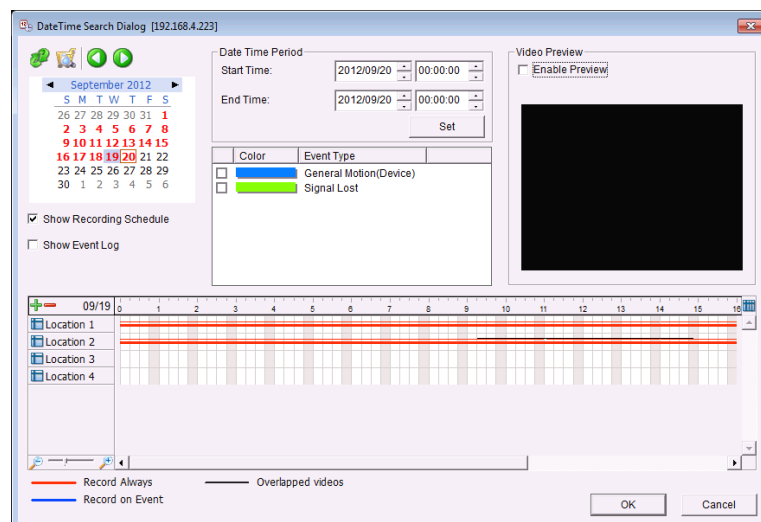 DateTime Search Dialog [192.168.4.223]
September 2012
S M T W T F S
26 27 28 29 30 31 1
2 3 4 5 6 7 8
9 10 11 12 13 14 15
16 17 18 19 20 21 22
23 24 25 26 27 28 29
30 1 2 3 4 5 6
Show Recording Schedule
Show Event Log
Date Time Period
Start Time: 2012/09/20 00:00:00
End Time: 2012/09/20 00:00:00
Set
Color Event Type
General Motion(Device)
Signal Lost
Video Preview
Enable Preview
09/19 0 1 2 3 4 5 6 7 8 9 10 11 12 13 14 15 16
Location 1
Location 2
Location 3
Location 4
Record Always Overlapped videos
Record on Event
OK Cancel